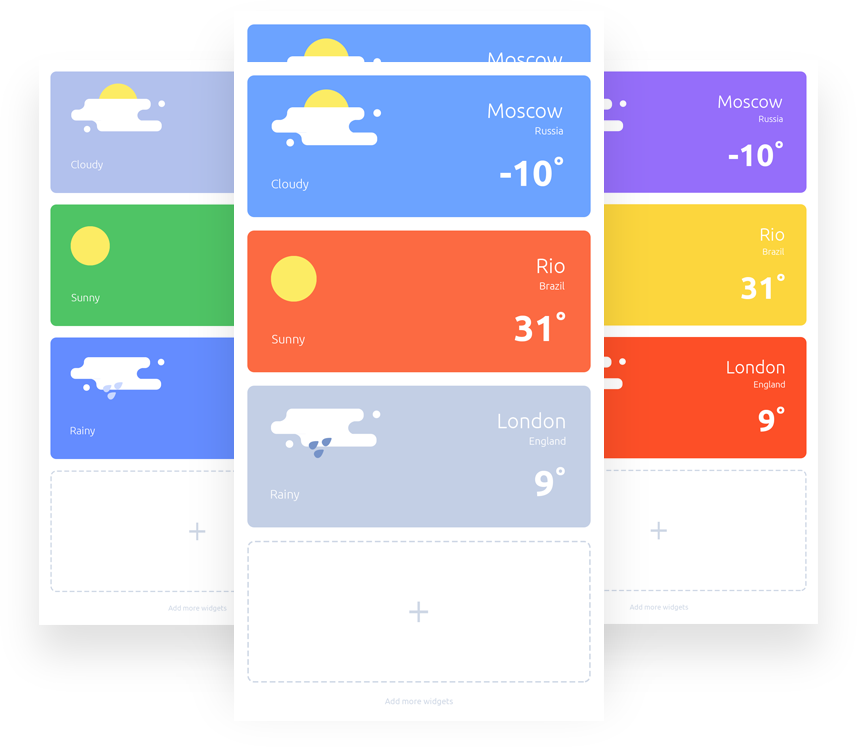 Cloudy
Sunny
Rainy
Add more widgets
Moscow
Moscow
Russia
-10°
Cloudy
Rio
Brazil
31°
Sunny
London
England
9°
Rainy
Add more widgets
Moscow
Russia
-10°
Rio
Brazil
31°
London
England
9°
Add more widgets